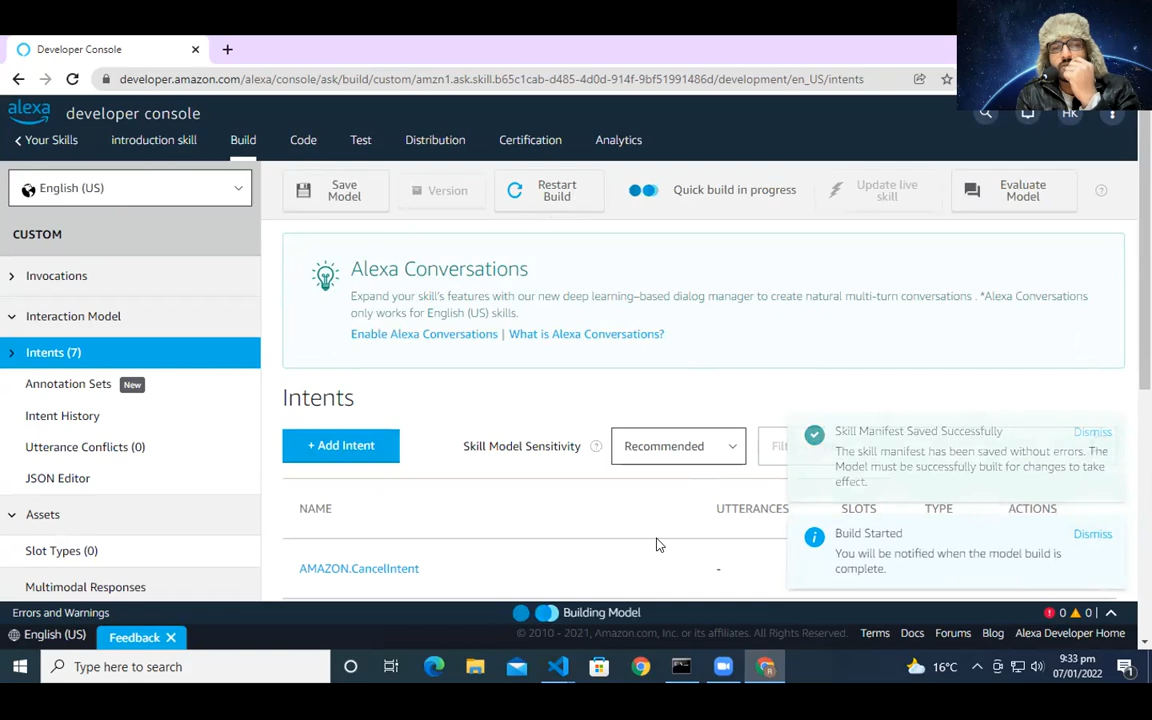 Developer Console
developer.amazon.com/alexa/console/ask/build/custom/amzn1.ask.skill.b65c1cab-d485-4d0d-914f-9bf51991486d/development/en_US/intents
alexa developer console
HK
Your Skills introduction skill Build Code Test Distribution Certification Analytics
English (US)
Save Model
Version
Restart Build
Quick build in progress
Update live skill
Evaluate Model
CUSTOM
Invocations
Interaction Model
Intents (7)
Annotation Sets New
Intent History
Utterance Conflicts (0)
JSON Editor
Assets
Slot Types (0)
Multimodal Responses
Alexa Conversations
Expand your skill's features with our new deep learning–based dialog manager to create natural multi-turn conversations . *Alexa Conversations
only works for English (US) skills.
Enable Alexa Conversations | What is Alexa Conversations?
Intents
+ Add Intent
Skill Model Sensitivity
Recommended
Skill Manifest Saved Successfully Dismiss
The skill manifest has been saved without errors. The
Model must be successfully built for changes to take
effect.
NAME UTTERANCES SLOTS TYPE ACTIONS
Build Started Dismiss
You will be notified when the model build is
complete.
AMAZON.CancelIntent -
Errors and Warnings Building Model 0 0
English (US) Feedback
© 2010 - 2021, Amazon.com, Inc. or its affiliates. All Rights Reserved. Terms Docs Forums Blog Alexa Developer Home
Type here to search
16°C
9:33 pm
07/01/2022
1